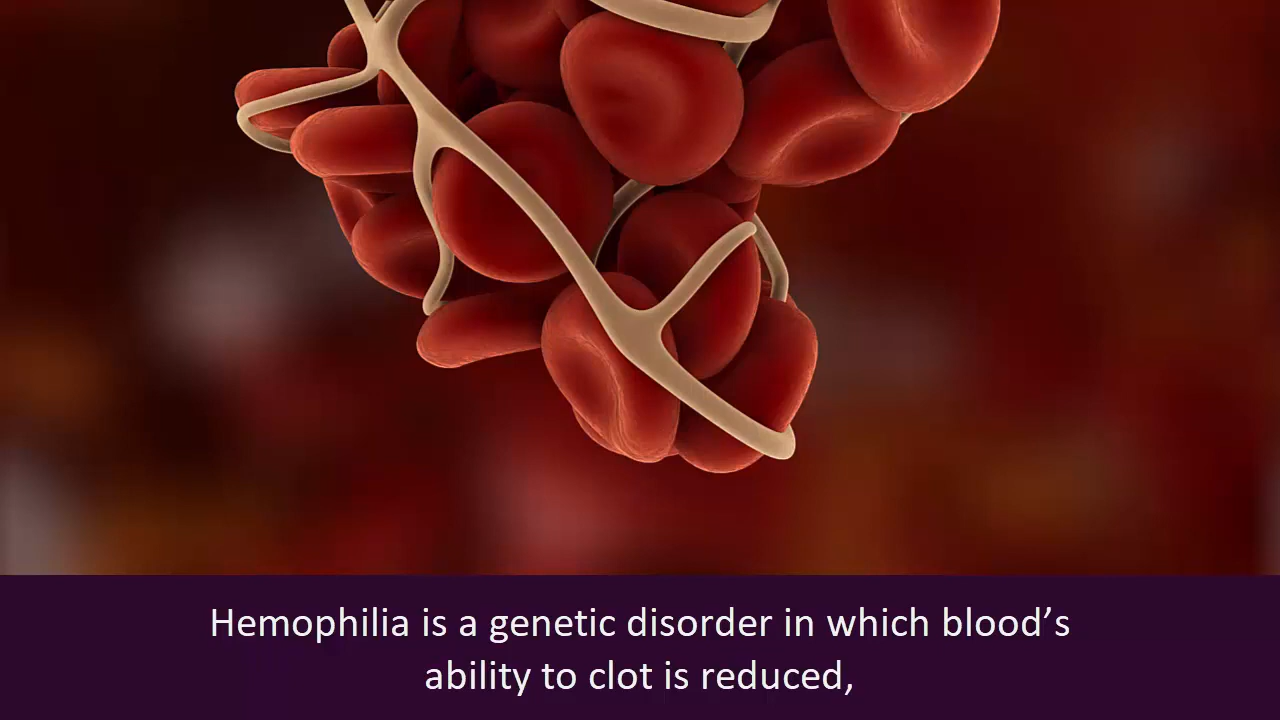 Hemophilia is a genetic disorder in which blood’s
ability to clot is reduced,